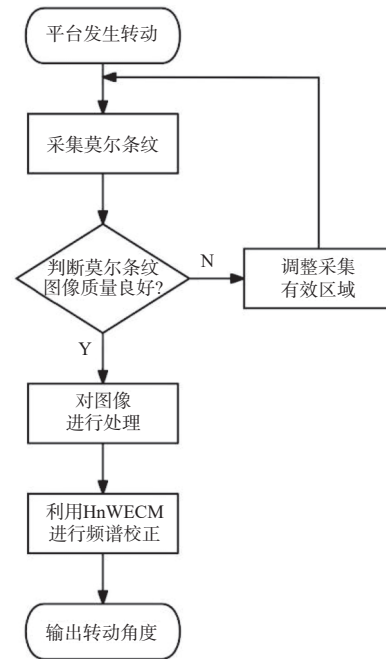 平台发生转动
采集莫尔条纹
判断莫尔条纹
图像质量良好?
N
调整采集
有效区域
Y
对图像
进行处理
利用HnWECM
进行频谱校正
输出转动角度